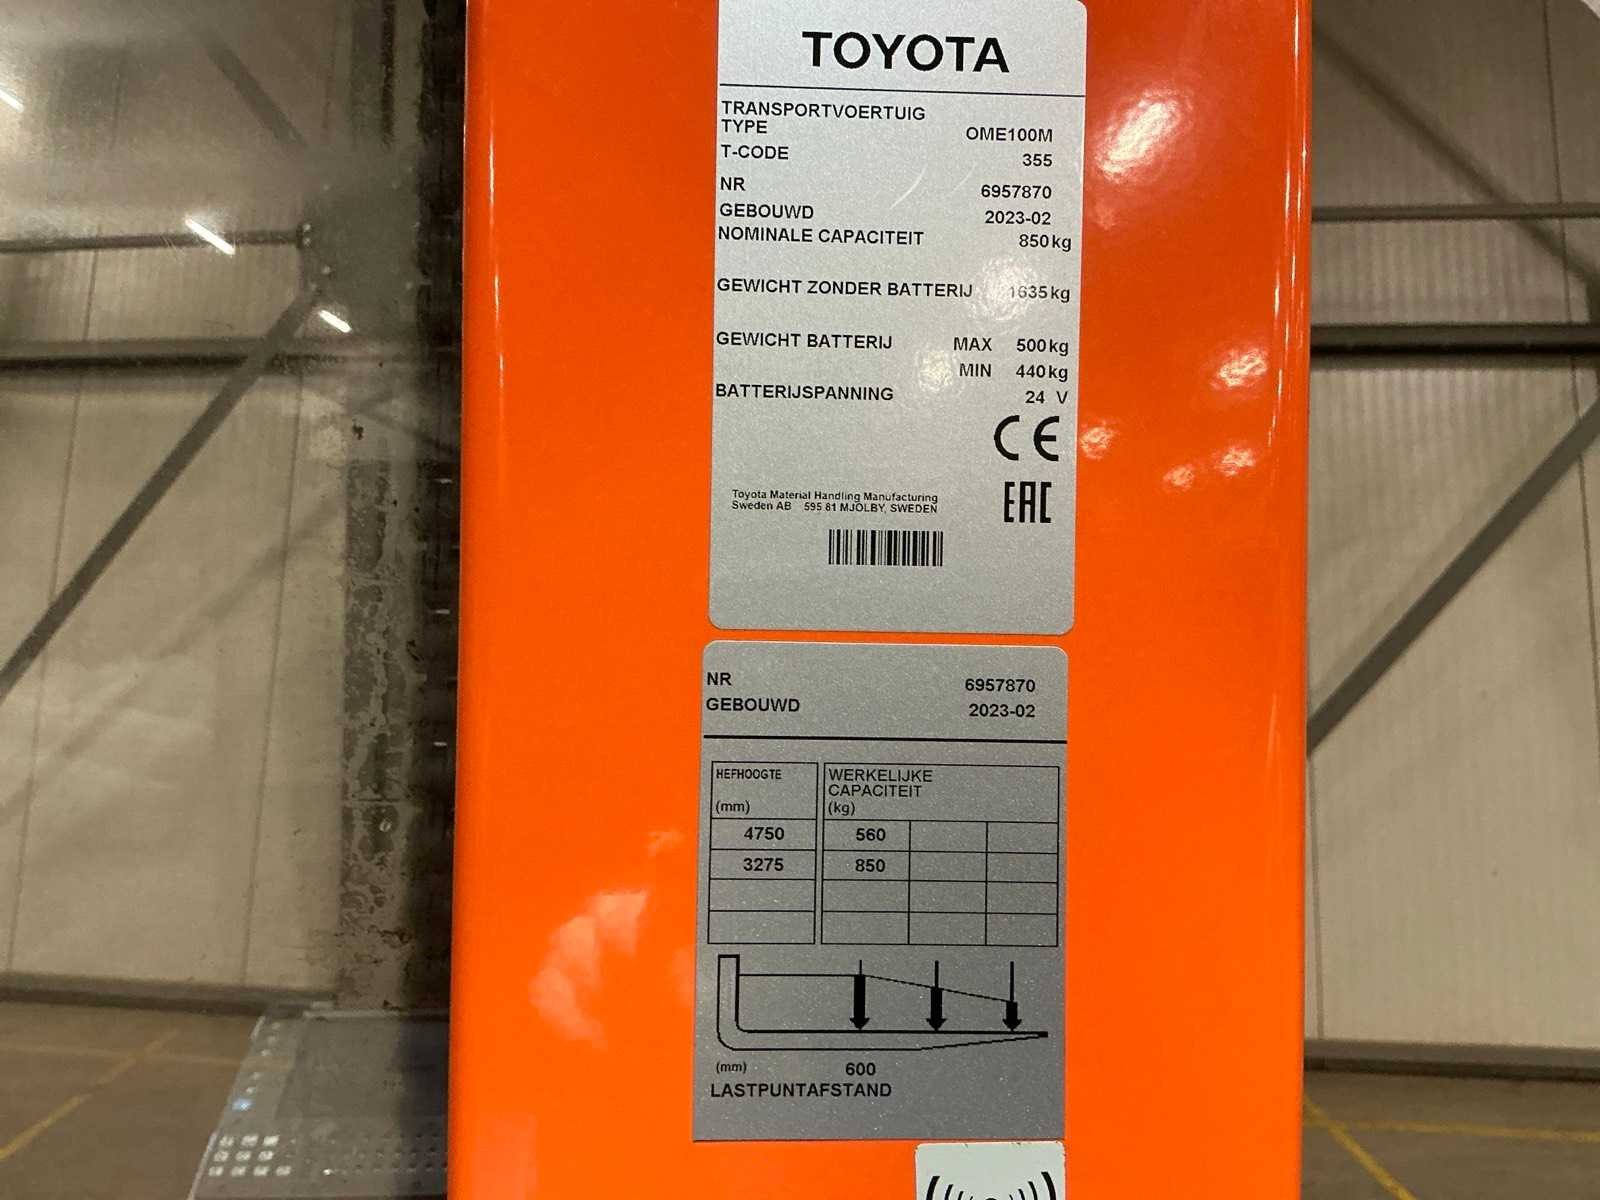 TOYOTA
TRANSPORTVOERTUIG
TYPE OME100M
T-CODE 355
NR 6957870
GEBOUWD 2023-02
NOMINALE CAPACITEIT 850 kg
GEWICHT ZONDER BATTERIJ 1635 kg
GEWICHT BATTERIJ MAX 500 kg
MIN 440 kg
BATTERIJSPANNING 24 V
CE
EAC
Toyota Material Handling Manufacturing
Sweden AB 595 81 MJÖLBY, SWEDEN
NR 6957870
GEBOUWD 2023-02
HEFHOOGTE
(mm)
WERKELIJKE
CAPACITEIT
(kg)
4750 560
3275 850
(mm) 600
LASTPUNTAFSTAND